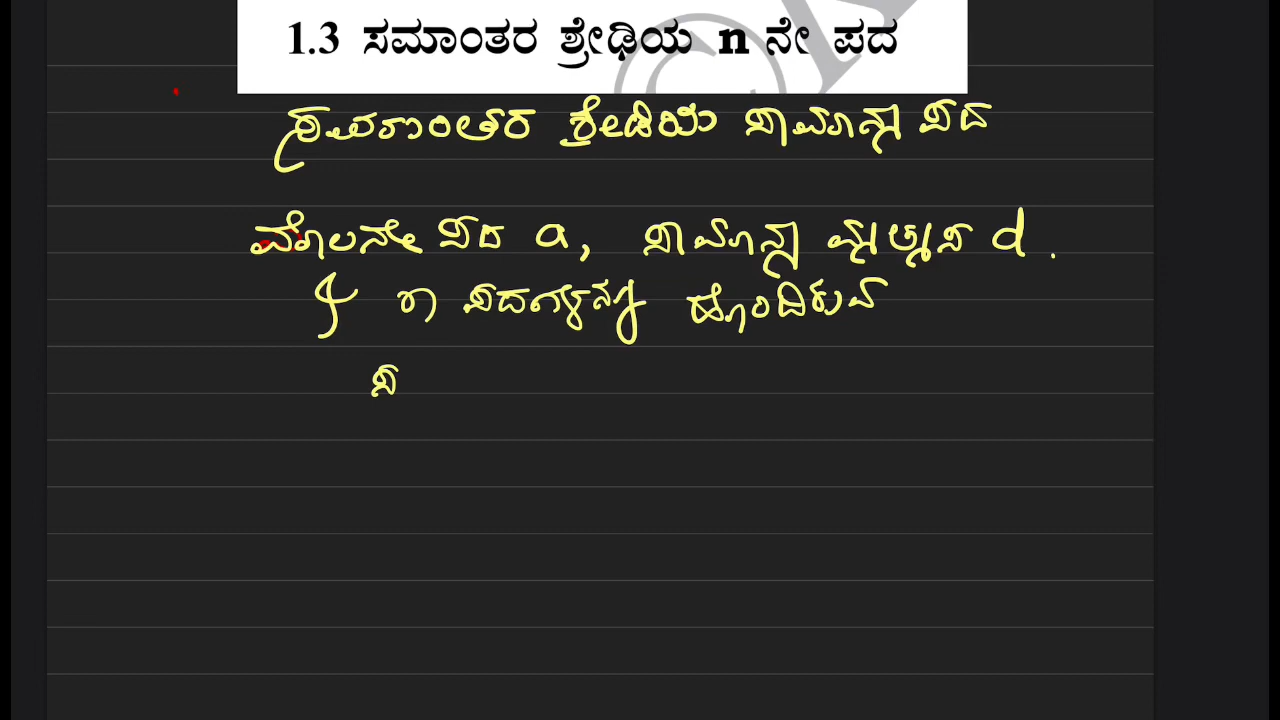 1.3 ಸಮಾಂತರ ಶ್ರೇಢಿಯ n ನೇ ಪದ
ಸಮಾಂತರ ಶ್ರೇಡಿಯ ಸಾಮಾನ್ಯ ಪದ
ಮೊದಲನೇ ಪದ a, ಸಾಮಾನ್ಯ ವ್ಯತ್ಯಾಸ d.
& n ಪದಗಳನ್ನು ಹೊಂದಿರುವ
ಸ